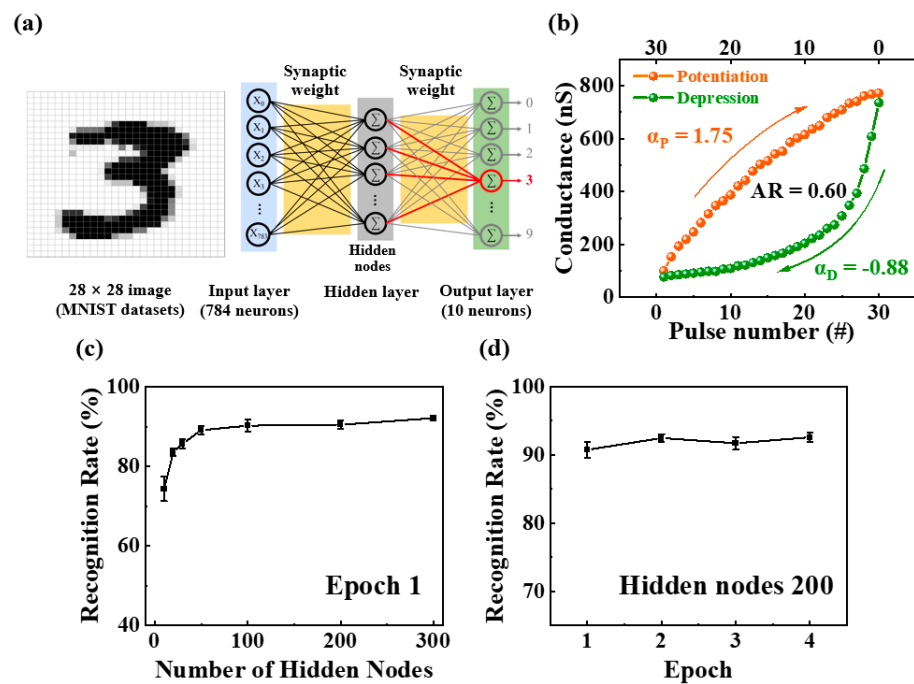 (a)
Synaptic
weight
Synaptic
weight
X0
X1
X2
X3
⋮
X783
Σ
Σ
Σ
⋮
Σ
Hidden
nodes
Σ
Σ
Σ
Σ
⋮
Σ
0
1
2
3
⋮
9
28 × 28 image
(MNIST datasets)
Input layer
(784 neurons)
Hidden layer
Output layer
(10 neurons)
(b)
30 20 10 0
Conductance (nS)
800
600
400
200
0
Potentiation
Depression
αP = 1.75
AR = 0.60
αD = -0.88
0 10 20 30
Pulse number (#)
(c)
Recognition Rate (%)
100
80
60
40
Epoch 1
0 100 200 300
Number of Hidden Nodes
(d)
Recognition Rate (%)
100
90
80
70
Hidden nodes 200
1 2 3 4
Epoch